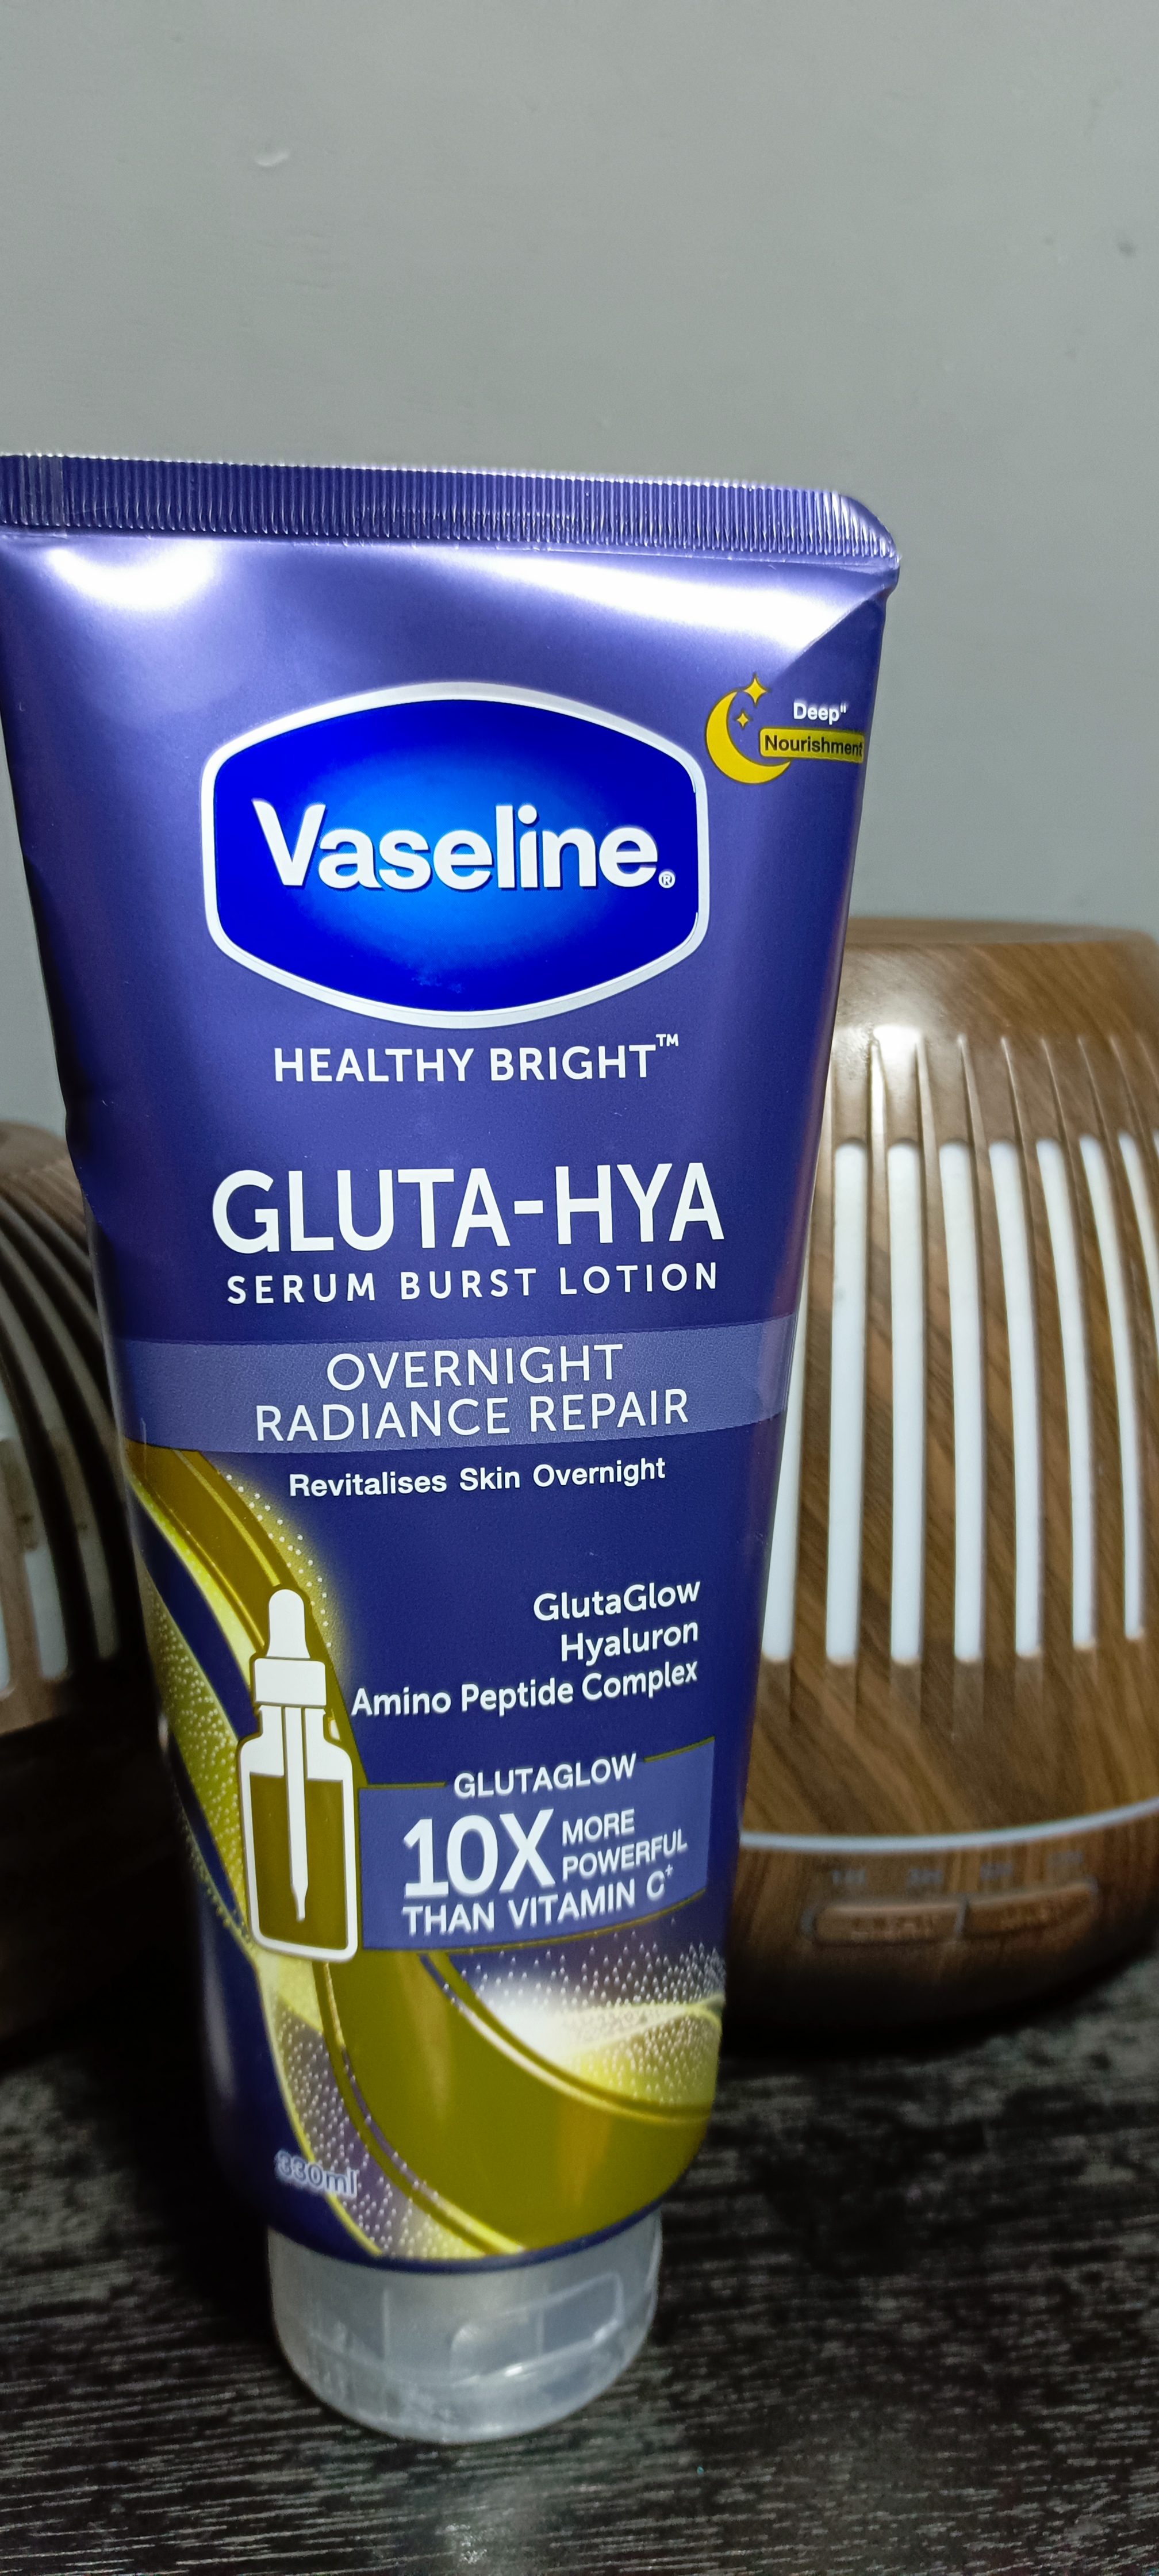 Deep"
Nourishment
Vaseline®
HEALTHY BRIGHT™
GLUTA-HYA
SERUM BURST LOTION
OVERNIGHT
RADIANCE REPAIR
Revitalises Skin Overnight
GlutaGlow
Hyaluron
Amino Peptide Complex
GLUTAGLOW
10X MORE
POWERFUL
THAN VITAMIN C⁺
330ml